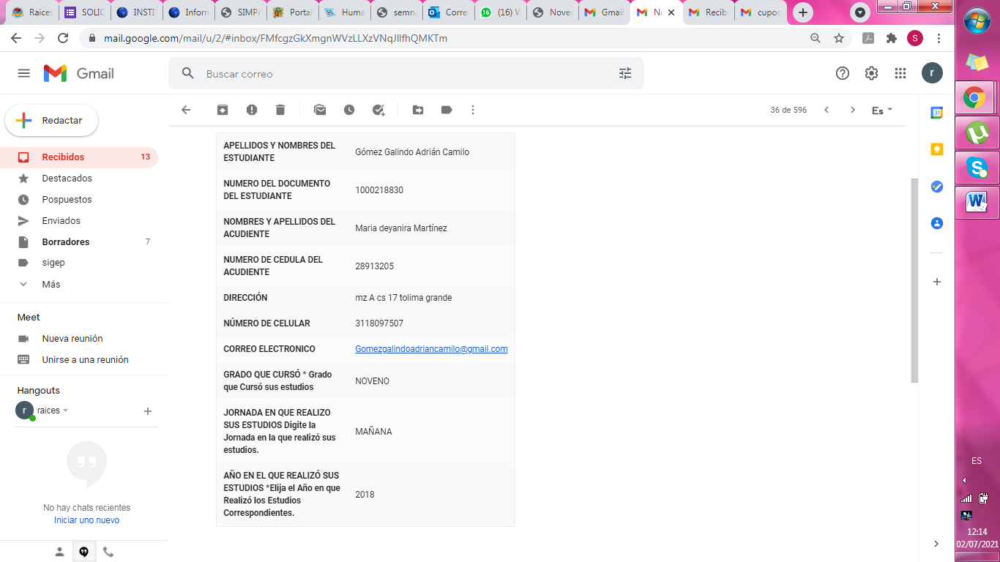 Raices
SOLIC
INSTIT
Inform
SIMPA
Portal
Huma
semna
Correo
(16) W
Noved
Gmail
Ne
Recib
cupos
mail.google.com/mail/u/2/#inbox/FMfcgzGkXmgnWVzLLXzVNqJllfhQMKTm
S
Gmail
Buscar correo
r
Redactar
36 de 596
Es
Recibidos 13
Destacados
Pospuestos
Enviados
Borradores 7
sigep
Más
Meet
Nueva reunión
Unirse a una reunión
Hangouts
r raices
No hay chats recientes
Iniciar uno nuevo
APELLIDOS Y NOMBRES DEL
ESTUDIANTE
Gómez Galindo Adrián Camilo
NUMERO DEL DOCUMENTO
DEL ESTUDIANTE
1000218830
NOMBRES Y APELLIDOS DEL
ACUDIENTE
Maria deyanira Martínez
NUMERO DE CEDULA DEL
ACUDIENTE
28913205
DIRECCIÓN
mz A cs 17 tolima grande
NÚMERO DE CELULAR
3118097507
CORREO ELECTRONICO
Gomezgalindoadriancamilo@gmail.com
GRADO QUE CURSÓ * Grado
que Cursó sus estudios
NOVENO
JORNADA EN QUE REALIZO
SUS ESTUDIOS Digite la
Jornada en la que realizó sus
estudios.
MAÑANA
AÑO EN EL QUE REALIZÓ SUS
ESTUDIOS *Elija el Año en que
Realizó los Estudios
Correspondientes.
2018
31
ES
12:14
02/07/2021